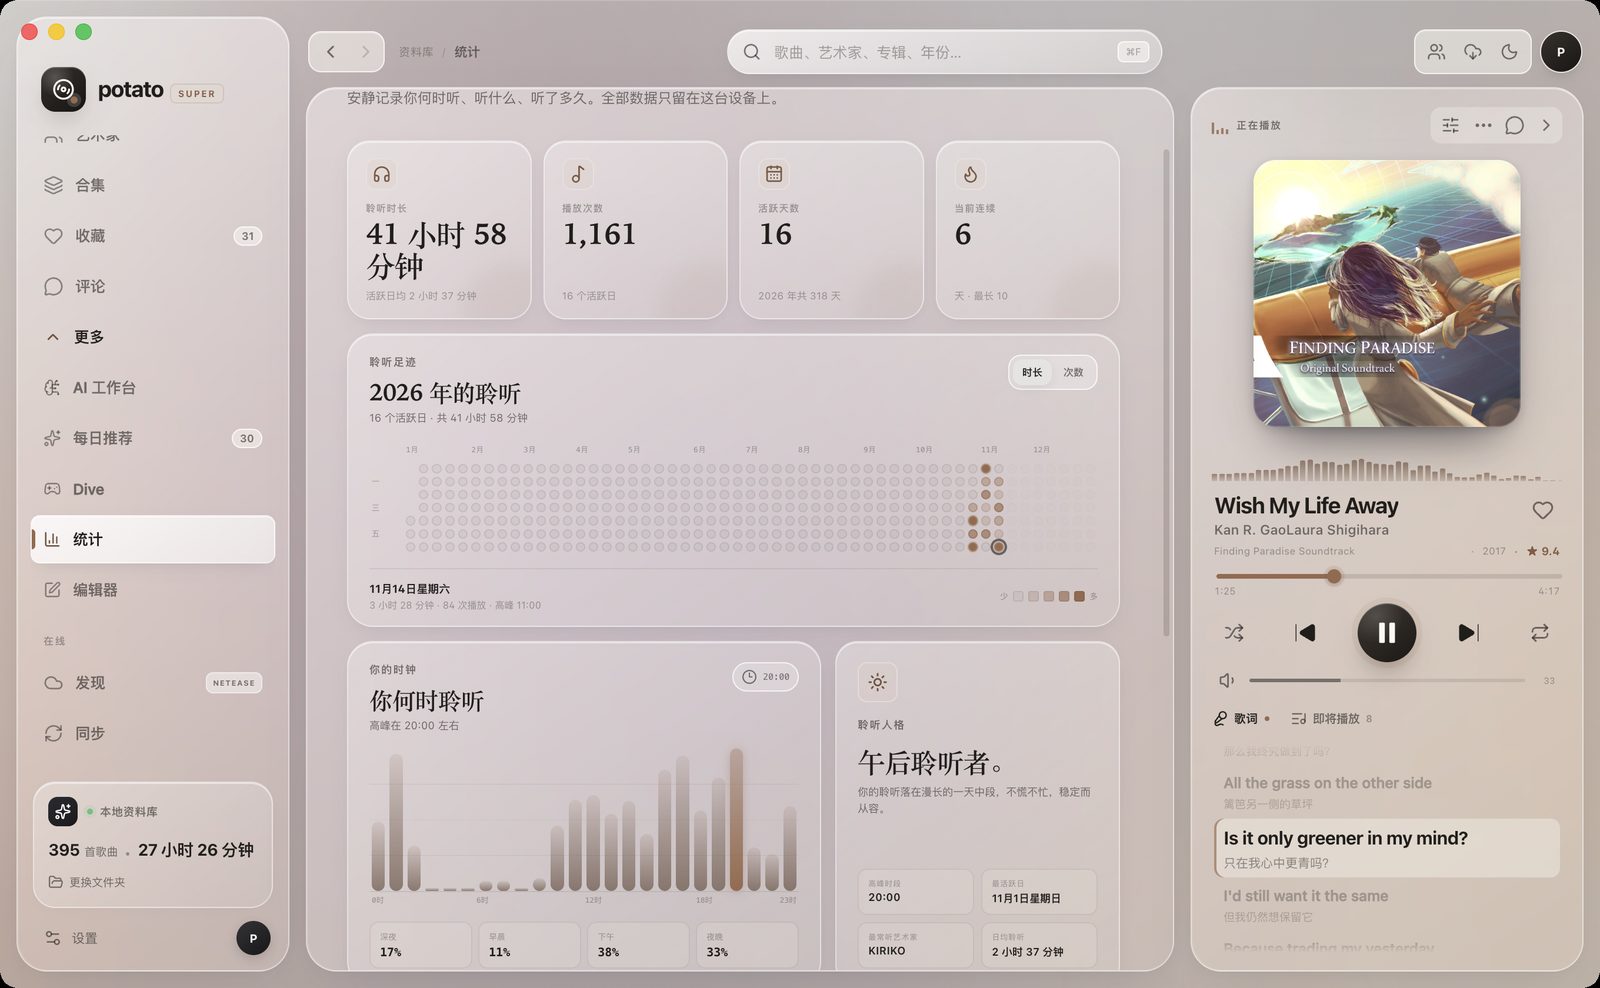 potato SUPER
艺术家
合集
收藏 31
评论
更多
AI 工作台
每日推荐 30
Dive
统计
编辑器
在线
发现 NETEASE
同步
本地资料库
395 首歌曲 · 27 小时 26 分钟
更换文件夹
设置 P
资料库 / 统计
歌曲、艺术家、专辑、年份... ⌘F
P
安静记录你何时听、听什么、听了多久。全部数据只留在这台设备上。
聆听时长
41 小时 58
分钟
活跃日均 2 小时 37 分钟
播放次数
1,161
16 个活跃日
活跃天数
16
2026 年共 318 天
当前连续
6
天 · 最长 10
聆听足迹
2026 年的聆听
16 个活跃日 · 共 41 小时 58 分钟
时长 次数
1月 2月 3月 4月 5月 6月 7月 8月 9月 10月 11月 12月
一
三
五
11月14日星期六
3 小时 28 分钟 · 84 次播放 · 高峰 11:00
少 多
你的时钟
你何时聆听
高峰在 20:00 左右
20:00
0时 6时 12时 18时 23时
深夜
17%
早晨
11%
下午
38%
夜晚
33%
聆听人格
午后聆听者。
你的聆听落在漫长的一天中段，不慌不忙，稳定而
从容。
高峰时段
20:00
最活跃日
11月1日星期日
最常听艺术家
KIRIKO
日均聆听
2 小时 37 分钟
正在播放
FINDING PARADISE
Original Soundtrack
Wish My Life Away
Kan R. GaoLaura Shigihara
Finding Paradise Soundtrack · 2017 · ★ 9.4
1:25 4:17
33
歌词 即将播放 8
那么我终究做到了吗?
All the grass on the other side
篱笆另一侧的草坪
Is it only greener in my mind?
只在我心中更青吗?
I'd still want it the same
但我仍然想保留它
Because trading my yesterday